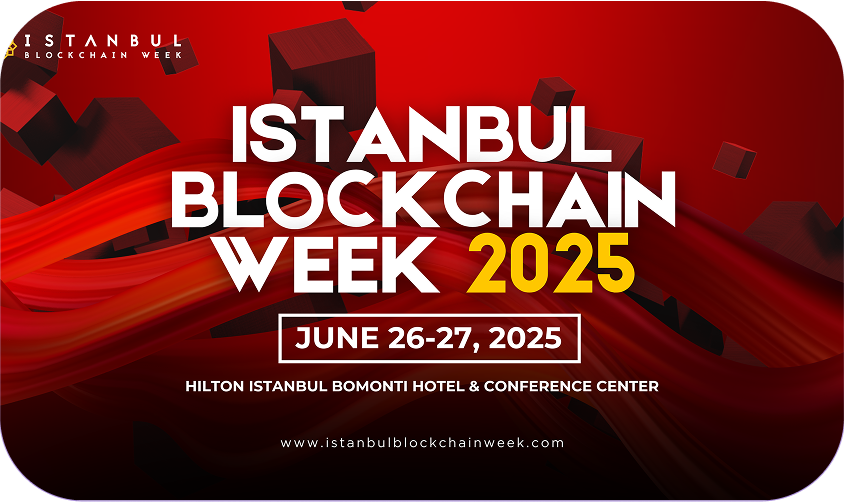 ISTANBUL
BLOCKCHAIN WEEK
ISTANBUL
BLOCKCHAIN
WEEK 2025
JUNE 26-27, 2025
HILTON ISTANBUL BOMONTI HOTEL & CONFERENCE CENTER
www.istanbulblockchainweek.com